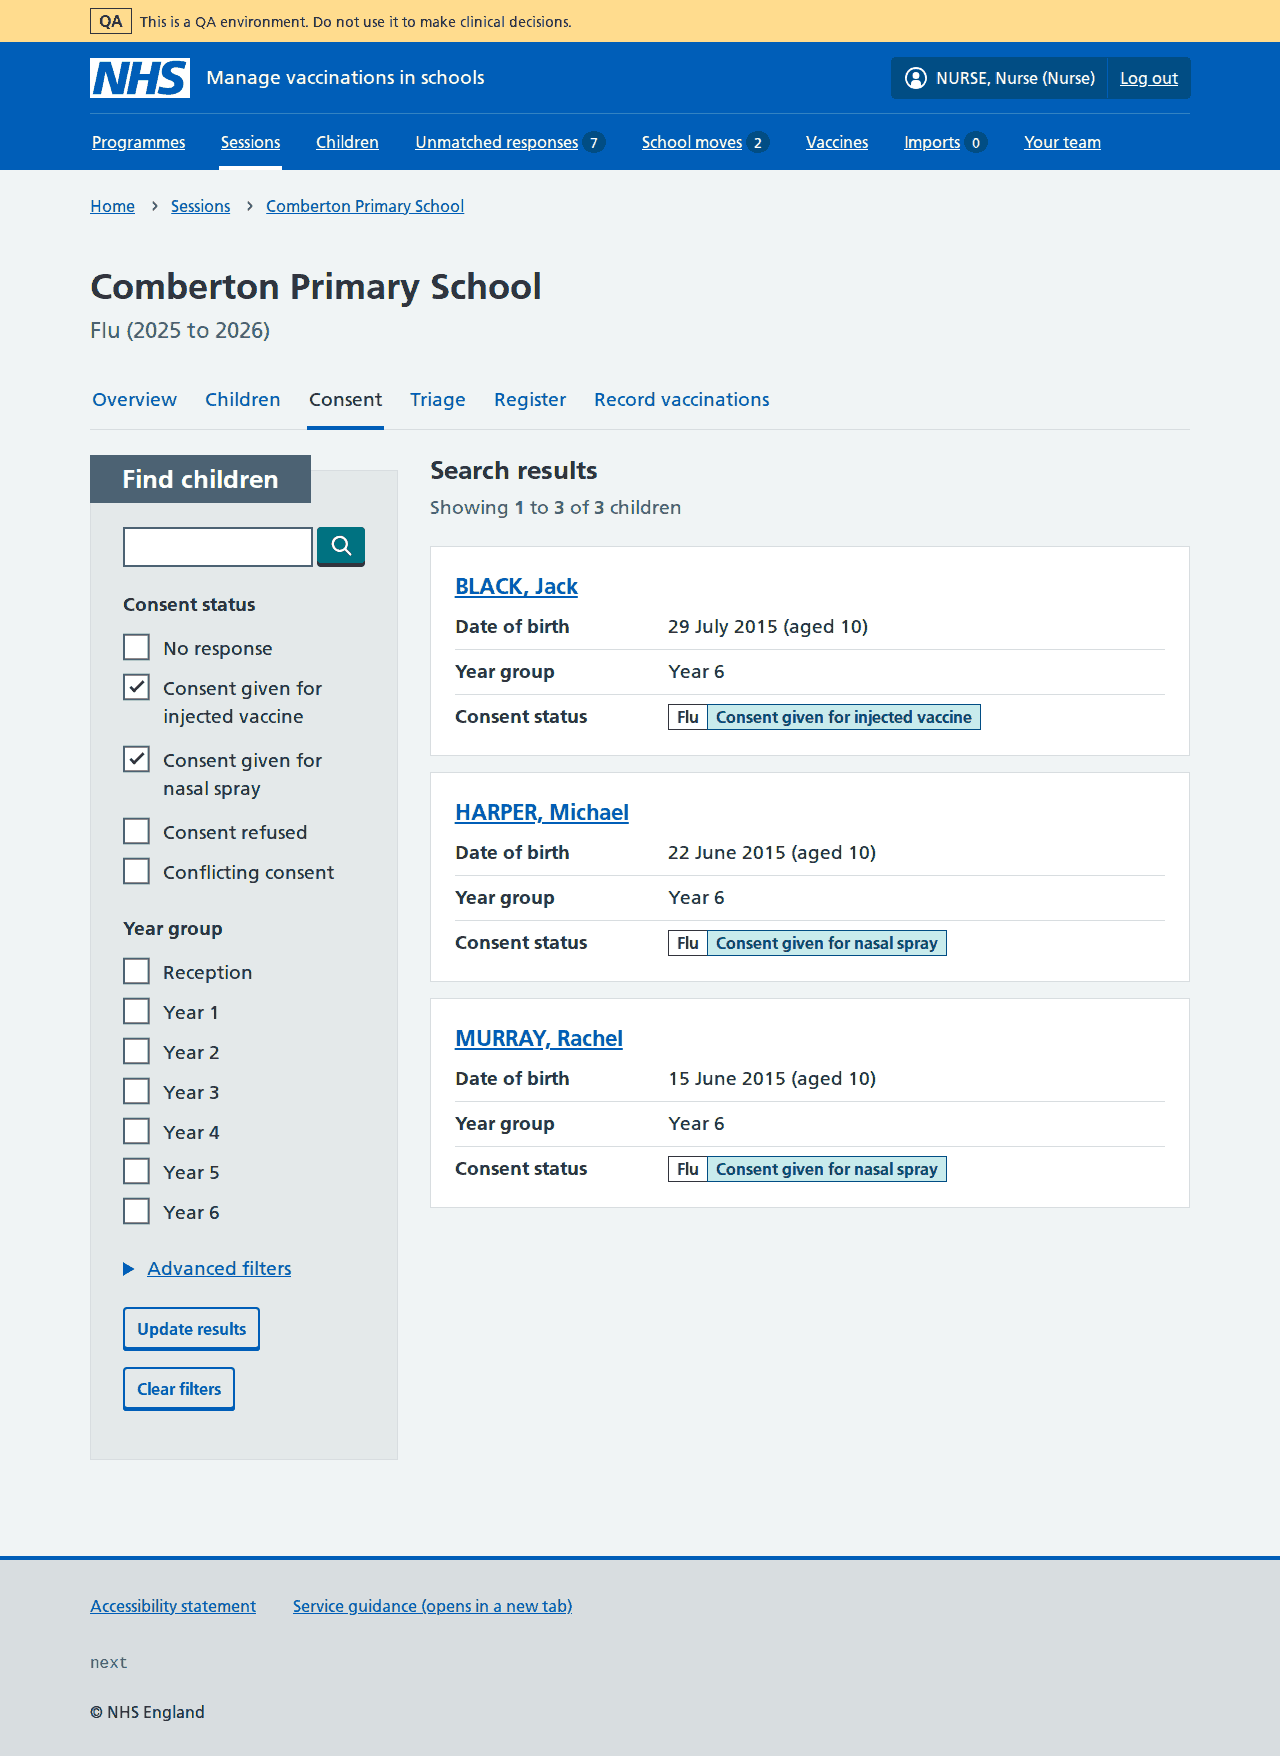 QA This is a QA environment. Do not use it to make clinical decisions.
NHS Manage vaccinations in schools NURSE, Nurse (Nurse) Log out
Programmes Sessions Children Unmatched responses 7 School moves 2 Vaccines Imports 0 Your team
Home Sessions Comberton Primary School
Comberton Primary School
Flu (2025 to 2026)
Overview Children Consent Triage Register Record vaccinations
Find children
Consent status
No response
Consent given for
injected vaccine
Consent given for
nasal spray
Consent refused
Conflicting consent
Year group
Reception
Year 1
Year 2
Year 3
Year 4
Year 5
Year 6
Advanced filters
Update results
Clear filters
Search results
Showing 1 to 3 of 3 children
BLACK, Jack
Date of birth 29 July 2015 (aged 10)
Year group Year 6
Consent status Flu Consent given for injected vaccine
HARPER, Michael
Date of birth 22 June 2015 (aged 10)
Year group Year 6
Consent status Flu Consent given for nasal spray
MURRAY, Rachel
Date of birth 15 June 2015 (aged 10)
Year group Year 6
Consent status Flu Consent given for nasal spray
Accessibility statement Service guidance (opens in a new tab)
next
© NHS England